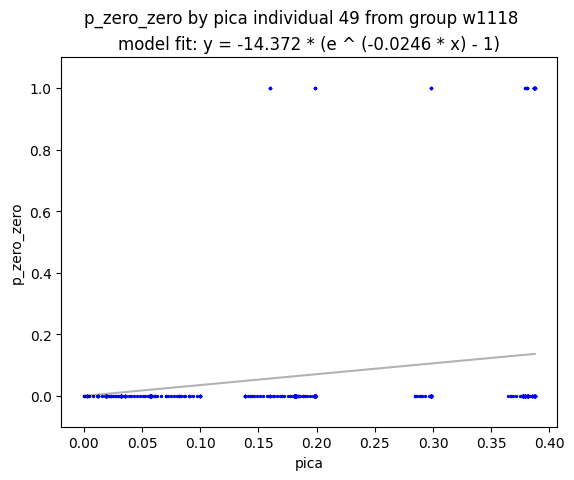 p_zero_zero by pica individual 49 from group w1118
model fit: y = -14.372 * (e ^ (-0.0246 * x) - 1)
1.0
0.8
0.6
0.4
0.2
0.0
p_zero_zero
0.00 0.05 0.10 0.15 0.20 0.25 0.30 0.35 0.40
pica